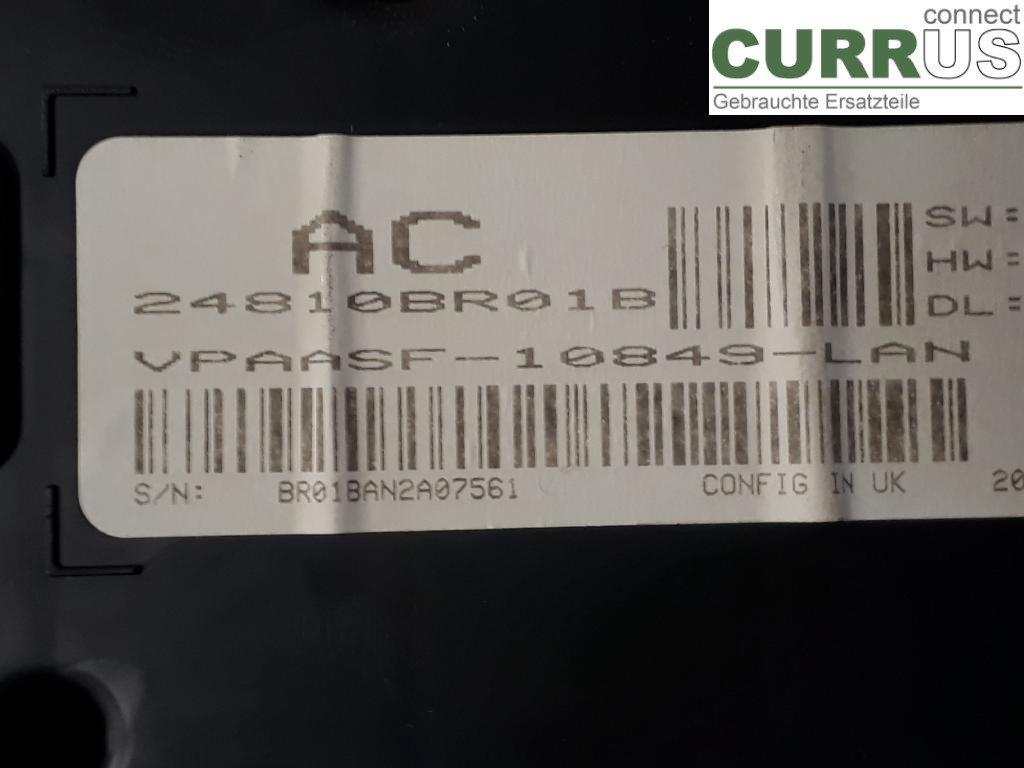 connect
CURRUS
Gebrauchte Ersatzteile
AC
24810BR01B
SW:
HW:
DL:
VPAASF-10849-LAN
S/N: BR01BAN2A07561 CONFIG IN UK 20